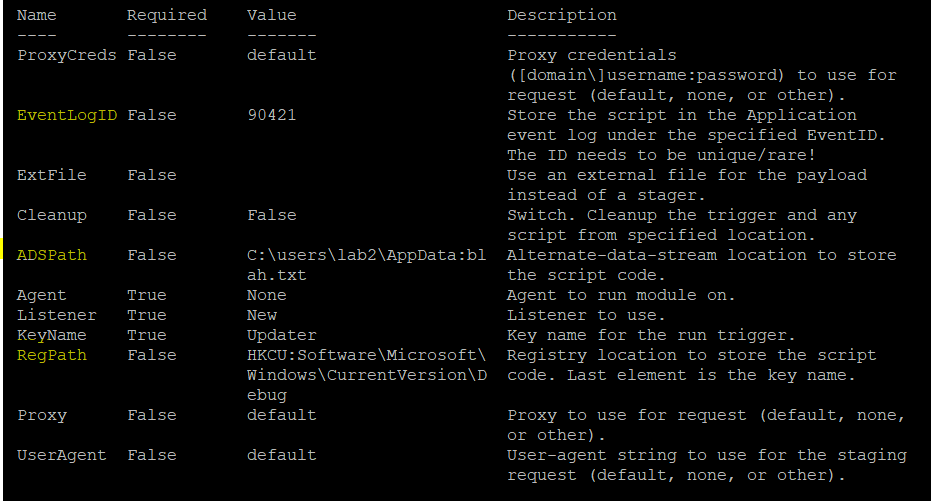 Name Required Value Description
---- -------- ------- -----------
ProxyCreds False default Proxy credentials
([domain\]username:password) to use for
request (default, none, or other).
EventLogID False 90421 Store the script in the Application
event log under the specified EventID.
The ID needs to be unique/rare!
ExtFile False Use an external file for the payload
instead of a stager.
Cleanup False False Switch. Cleanup the trigger and any
script from specified location.
ADSPath False C:\users\lab2\AppData:bl Alternate-data-stream location to store
ah.txt the script code.
Agent True None Agent to run module on.
Listener True New Listener to use.
KeyName True Updater Key name for the run trigger.
RegPath False HKCU:Software\Microsoft\ Registry location to store the script
Windows\CurrentVersion\D code. Last element is the key name.
ebug
Proxy False default Proxy to use for request (default, none,
or other).
UserAgent False default User-agent string to use for the staging
request (default, none, or other).